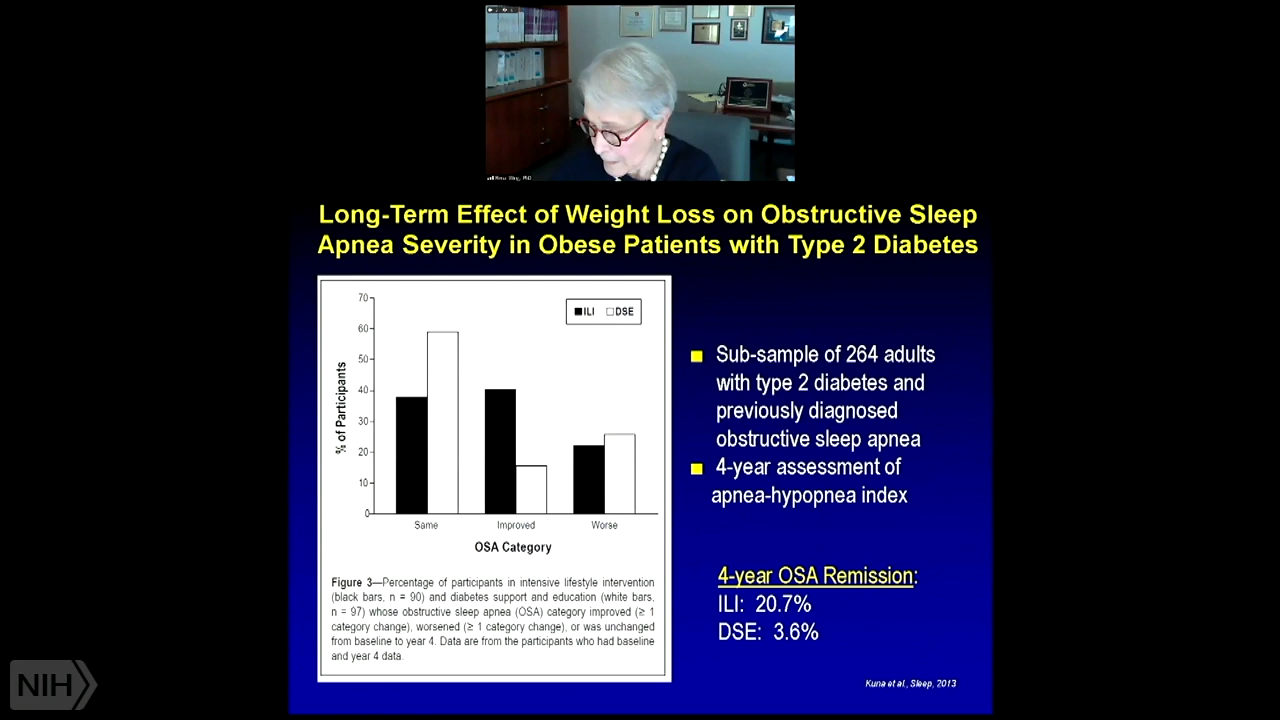 Rena Wing, PhD
Long-Term Effect of Weight Loss on Obstructive Sleep
Apnea Severity in Obese Patients with Type 2 Diabetes
70
60
50
40
30
20
10
0
% of Participants
ILI DSE
Same Improved Worse
OSA Category
Figure 3—Percentage of participants in intensive lifestyle intervention
(black bars, n = 90) and diabetes support and education (white bars,
n = 97) whose obstructive sleep apnea (OSA) category improved (≥ 1
category change), worsened (≥ 1 category change), or was unchanged
from baseline to year 4. Data are from the participants who had baseline
and year 4 data.
Sub-sample of 264 adults
with type 2 diabetes and
previously diagnosed
obstructive sleep apnea
4-year assessment of
apnea-hypopnea index
4-year OSA Remission:
ILI: 20.7%
DSE: 3.6%
Kuna et al., Sleep, 2013
NIH